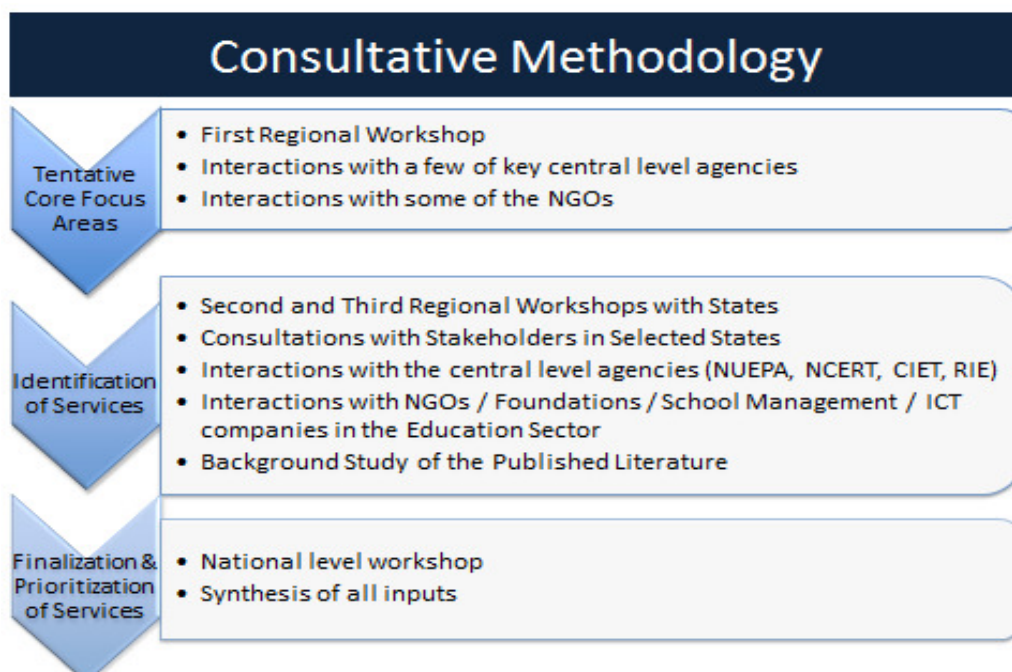 Consultative Methodology
Tentative
Core Focus
Areas
• First Regional Workshop
• Interactions with a few of key central level agencies
• Interactions with some of the NGOs
Identification
of Services
• Second and Third Regional Workshops with States
• Consultations with Stakeholders in Selected States
• Interactions with the central level agencies (NUEPA, NCERT, CIET, RIE)
• Interactions with NGOs / Foundations / School Management / ICT
companies in the Education Sector
• Background Study of the Published Literature
Finalization &
Prioritization
of Services
• National level workshop
• Synthesis of all inputs